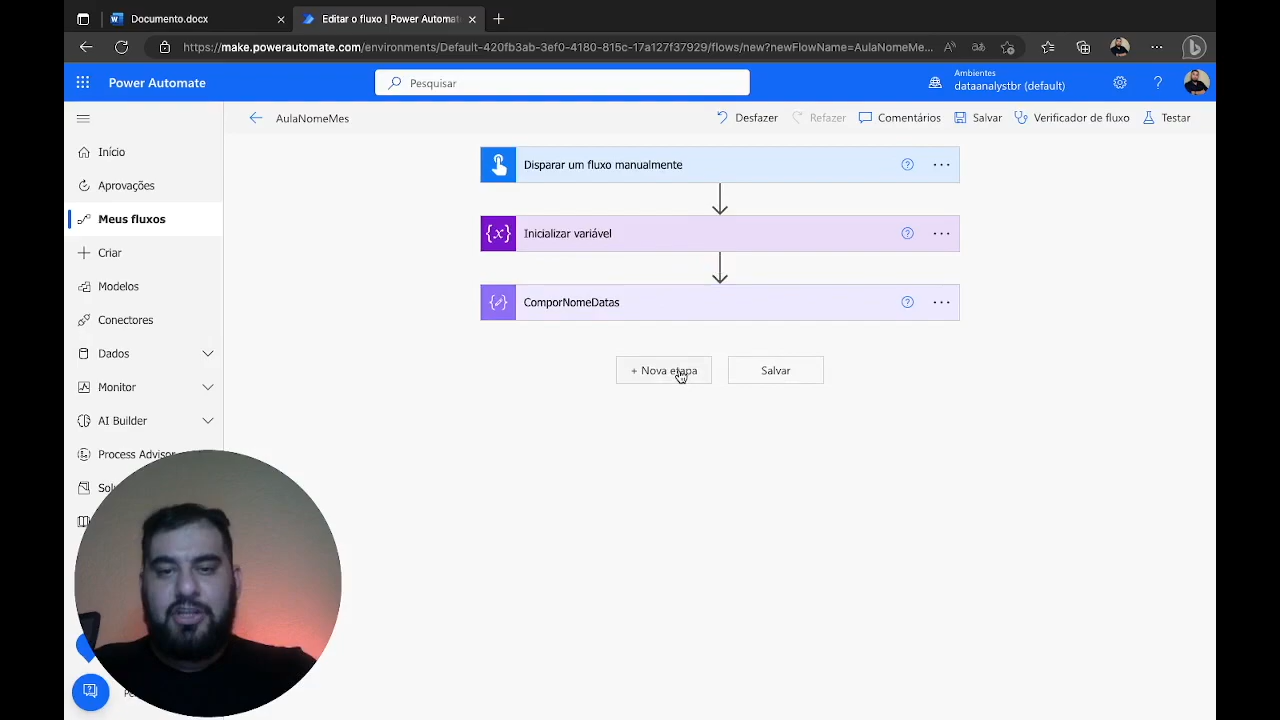 Documento.docx
Editar o fluxo | Power Automat
https://make.powerautomate.com/environments/Default-420fb3ab-3ef0-4180-815c-17a127f37929/flows/new?newFlowName=AulaNomeMe...
Power Automate
Pesquisar
Ambientes
dataanalystbr (default)
AulaNomeMes
Desfazer
Refazer
Comentários
Salvar
Verificador de fluxo
Testar
Início
Aprovações
Meus fluxos
Criar
Modelos
Conectores
Dados
Monitor
AI Builder
Process Advisor
Disparar um fluxo manualmente
Inicializar variável
ComporNomeDatas
+ Nova etapa
Salvar